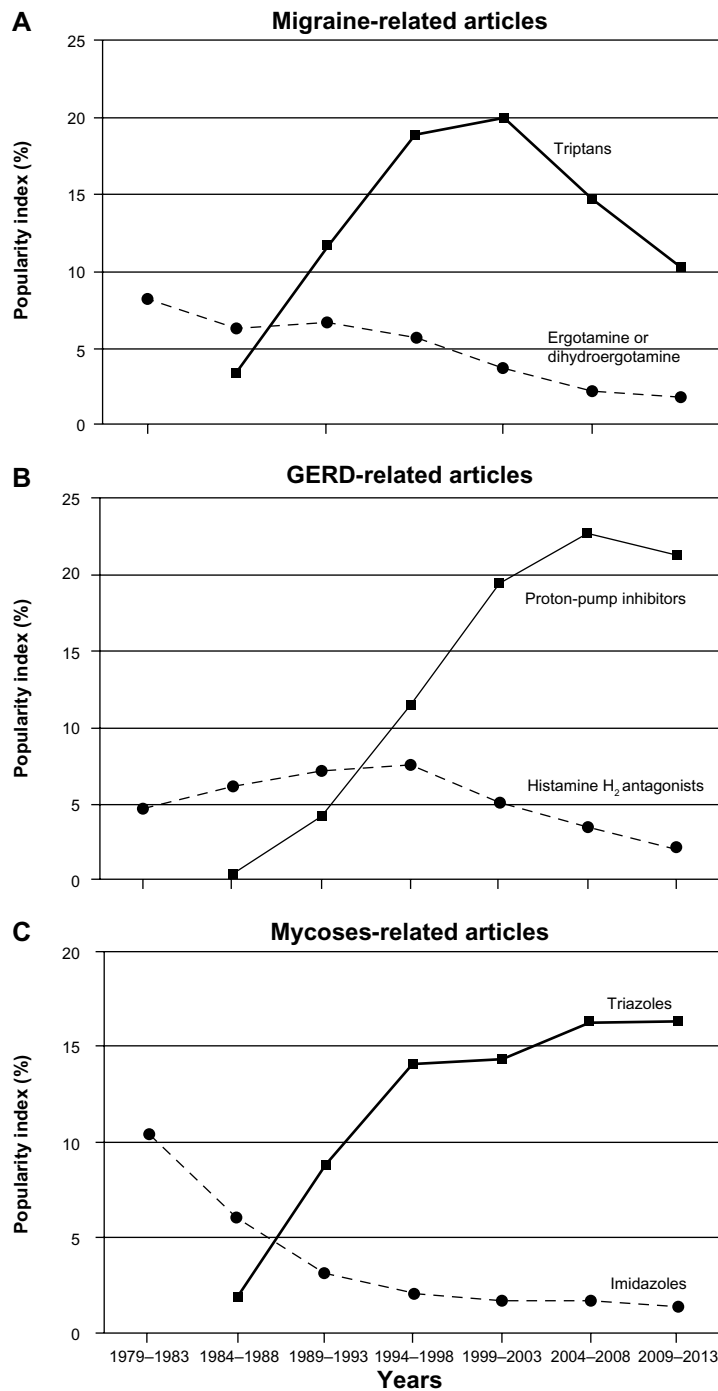 A
Migraine-related articles
Popularity index (%)
25
20
15
10
5
0
Triptans
Ergotamine or
dihydroergotamine
B
GERD-related articles
Popularity index (%)
25
20
15
10
5
0
Proton-pump inhibitors
Histamine H2 antagonists
C
Mycoses-related articles
Popularity index (%)
20
15
10
5
0
Triazoles
Imidazoles
1979–1983 1984–1988 1989–1993 1994–1998 1999–2003 2004–2008 2009–2013
Years